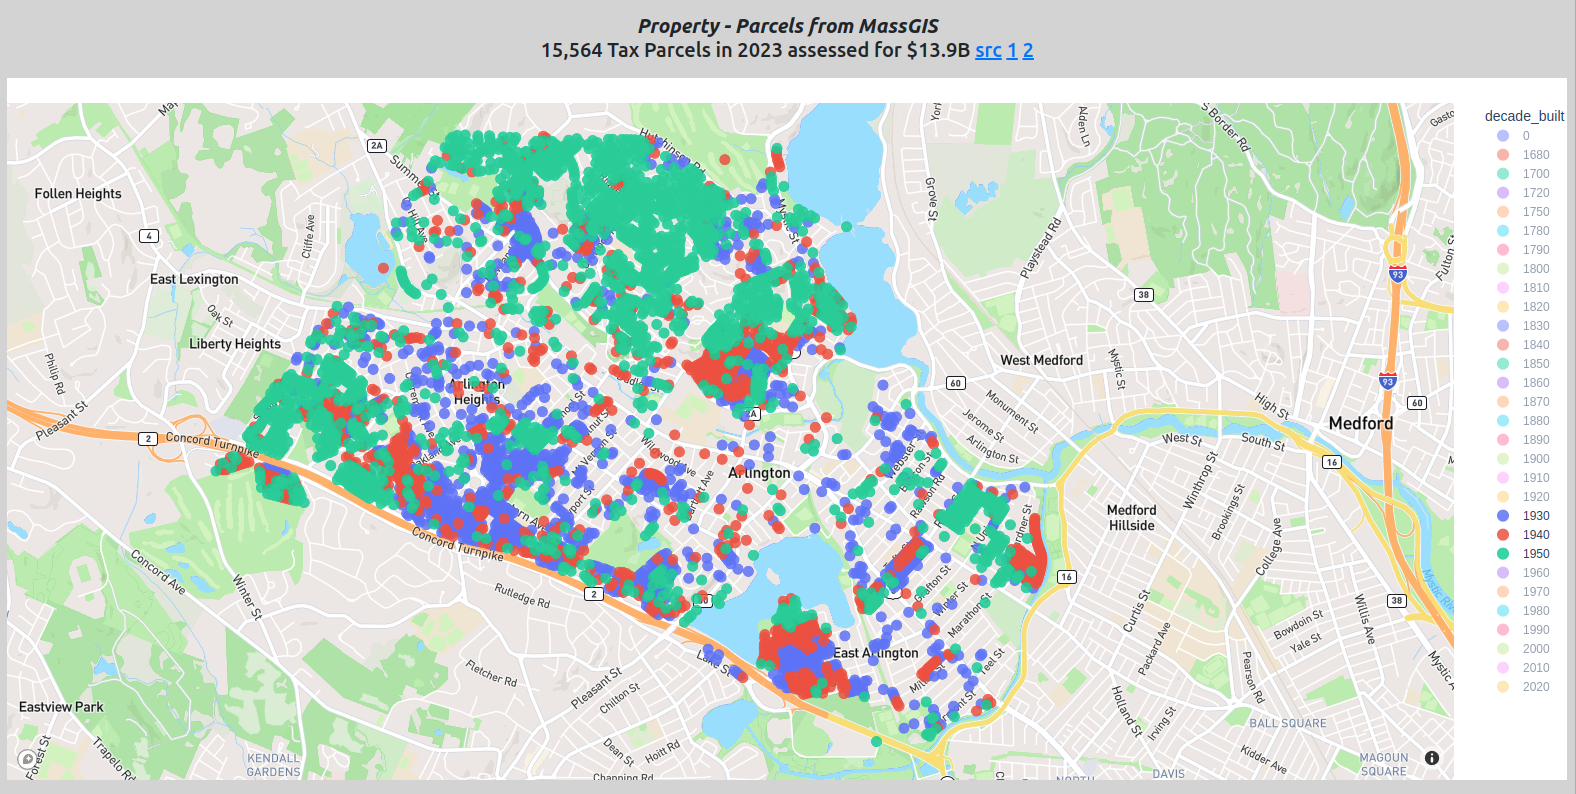 Property - Parcels from MassGIS
15,564 Tax Parcels in 2023 assessed for $13.9B src 1 2
decade_built
0
1680
1700
1720
1750
1780
1790
1800
1810
1820
1830
1840
1850
1860
1870
1880
1890
1900
1910
1920
1930
1940
1950
1960
1970
1980
1990
2000
2010
2020
Hutchinson Rd
Alden Ln
S Border Rd
2A
Follen Heights
Grove St
4
Cliffe Ave
Playstead Rd
East Lexington
93
38
Oak St
Liberty Heights
Philip Rd
West Medford
Mystic St
Arlington
Heights
60
93
60
Pleasant St
Monument St
High St
Medford
2
Concord Turnpike
Jerome St
Arlington St
West St
South St
16
Wildwood Ave
Arlington
Winthrop St
Brookings St
Medford
Hillside
College Ave
Concord Turnpike
Concord Ave
Winter St
Rutledge Rd
2
Grafton St
16
Marathon St
Curtis St
Packard Ave
38
Willis Ave
Bowdoin St
Yale St
East Arlington
Lake St
Fletcher Rd
Pleasant St
Chilton St
Teel St
Pearson Rd
Eastview Park
Holland St
Irving St
BALL SQUARE
Dean St
Hoitt Rd
Kidder Ave
Forest St
Trapelo Rd
KENDALL
GARDENS
MAGOUN
SQUARE
Channing Rd
NORTH
DAVIS